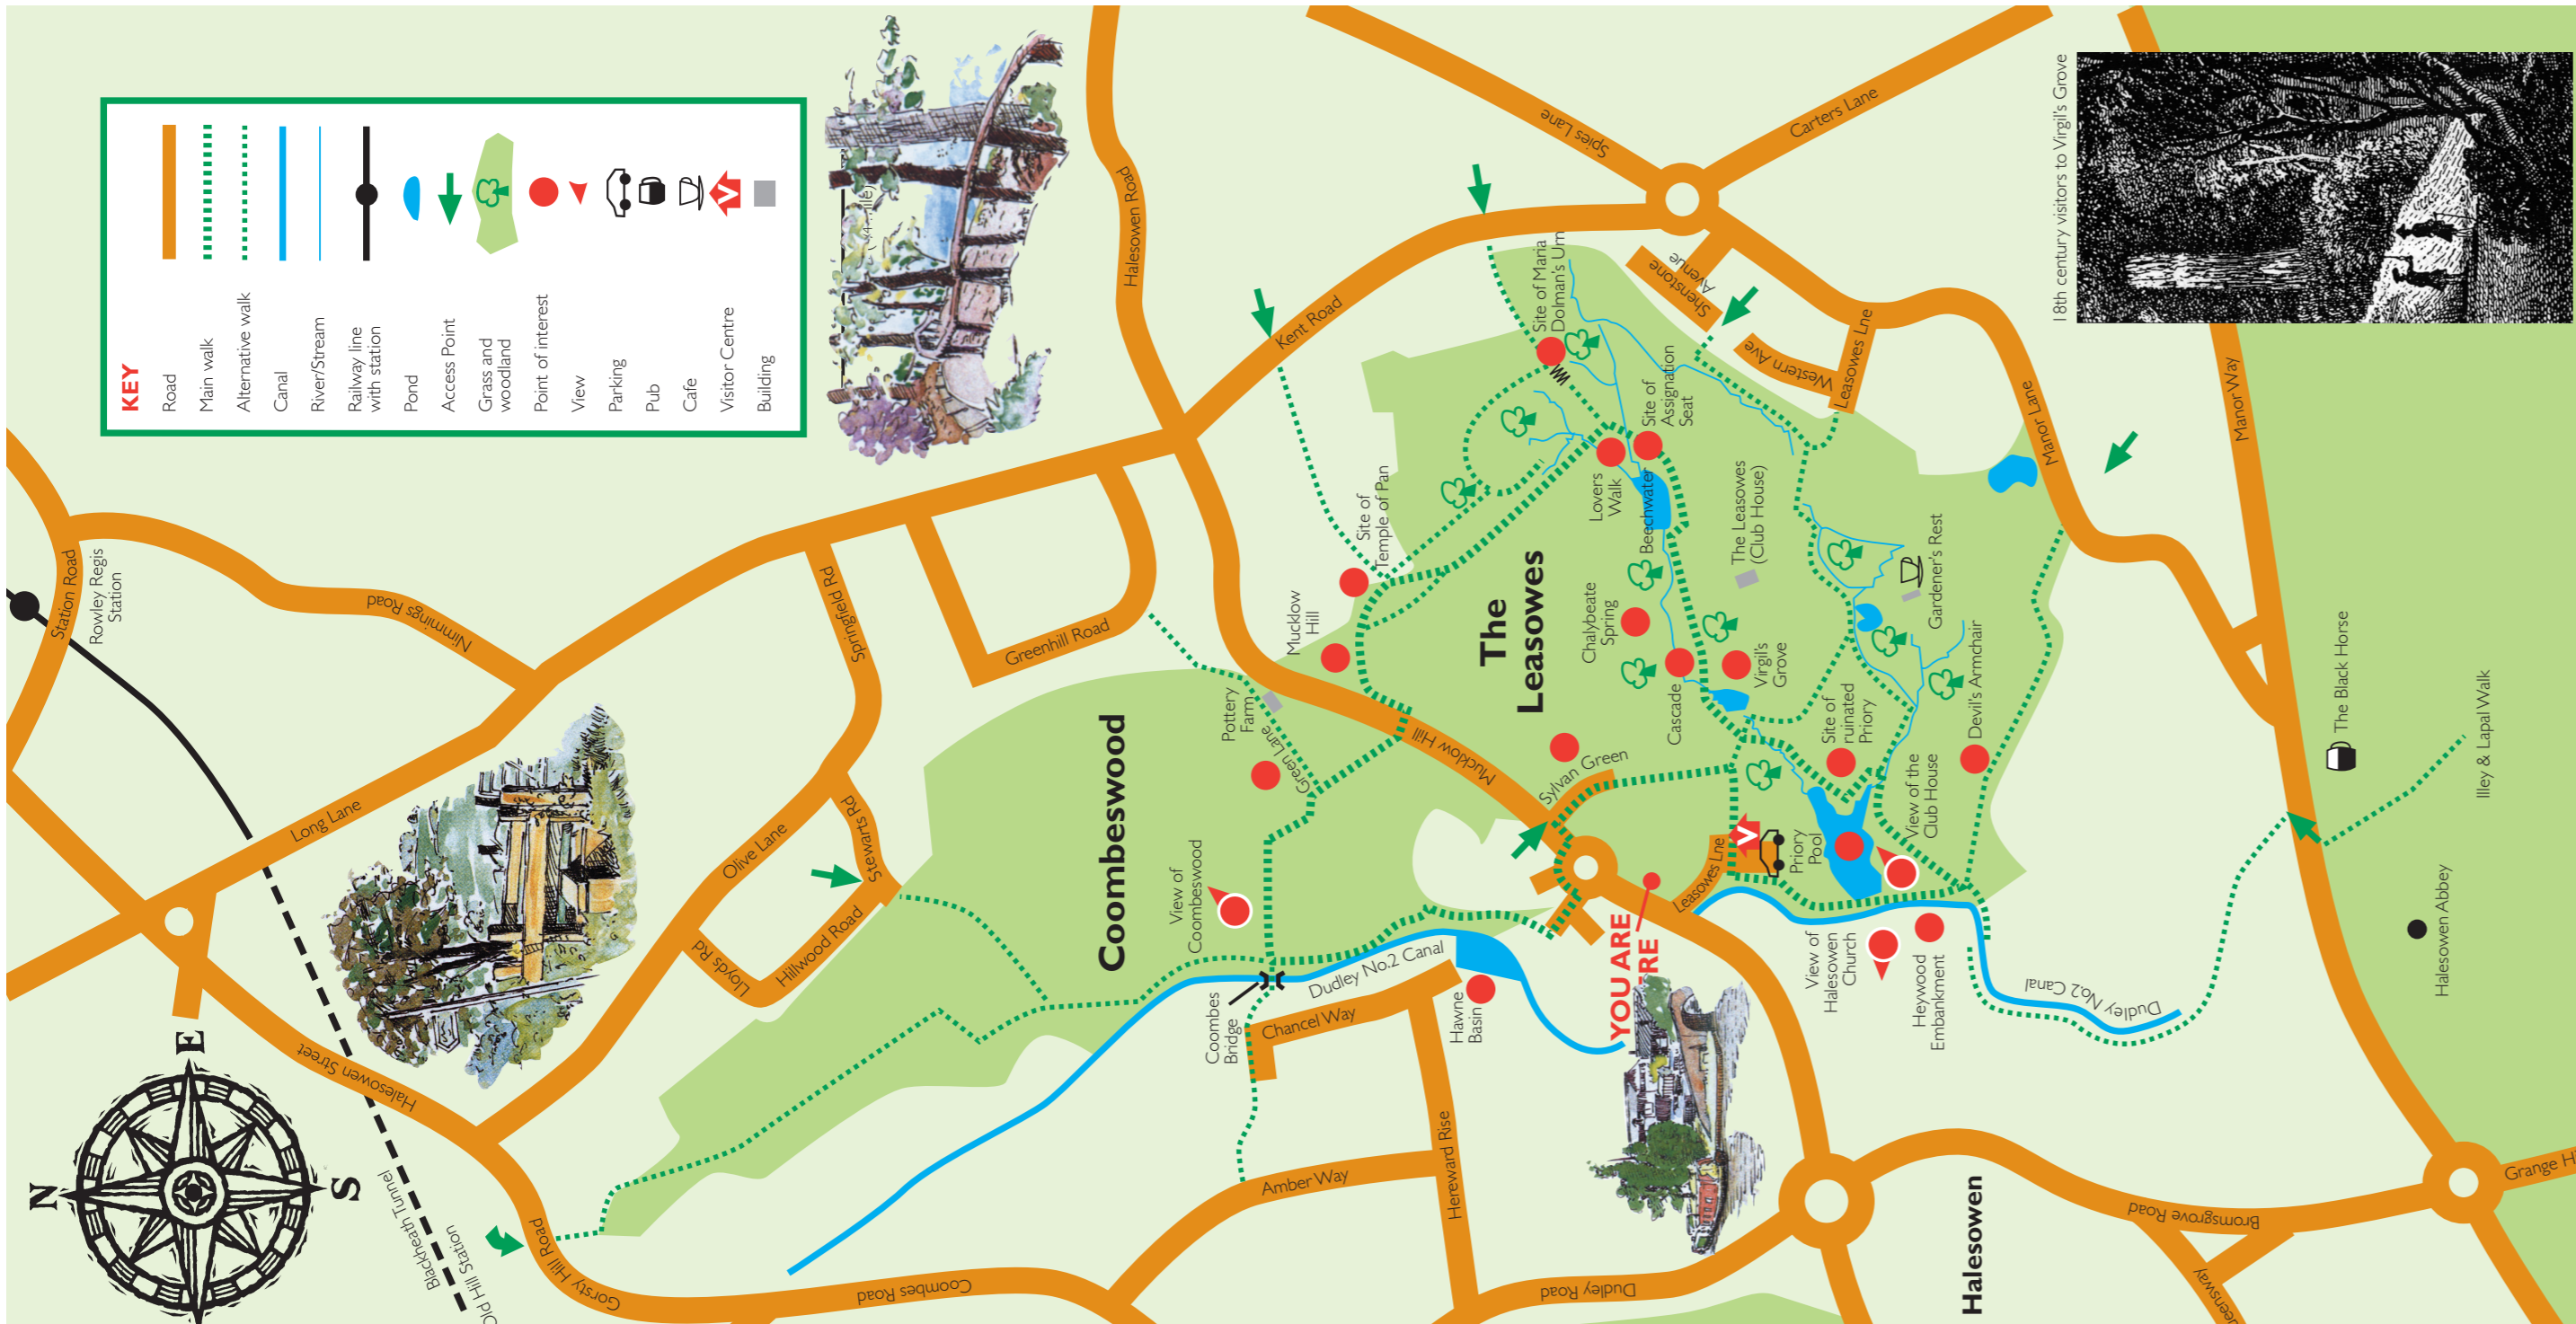 KEY
Road
Main walk
Alternative walk
Canal
River/Stream
Railway line
with station
Pond
Access Point
Grass and
woodland
Point of interest
View
Parking
Pub
Cafe
Visitor Centre
V
Building
N
E
S
Station Road
Rowley Regis
Station
Nimmings Road
Long Lane
Halesowen Street
Blackheath Tunnel
Old Hill Station
Gorsty Hill Road
Coombes Road
Olive Lane
Springfield Rd
Stewarts Rd
Lloyds Rd
Hillwood Road
Greenhill Road
Halesowen Road
Kent Road
Spies Lane
Carters Lane
Shenstone
Avenue
Western Ave
Leasowes Lne
Manor Lane
Manor Way
18th century visitors to Virgil's Grove
Coombeswood
Pottery
Farm
Green Lane
View of
Coombeswood
Coombes
Bridge
Dudley No.2 Canal
Chancel Way
Hawne
Basin
Amber Way
Hereward Rise
Dudley Road
Mucklow
Hill
Mucklow Hill
Site of
Temple of Pan
The
Leasowes
Site of Maria
Dolman's Urn
Site of
Assignation
Seat
Lovers
Walk
Beechwater
The Leasowes
(Club House)
Chalybeate
Spring
Cascade
Virgil's
Grove
Sylvan Green
Gardener's Rest
Devil's Armchair
Site of
ruinated
Priory
View of the
Club House
Priory
Pool
V
Leasowes Lne
YOU ARE
View of
Halesowen
Church
Heywood
Embankment
Dudley No.2 Canal
The Black Horse
Illey & Lapal Walk
Halesowen Abbey
Halesowen
Bromsgrove Road
Grange